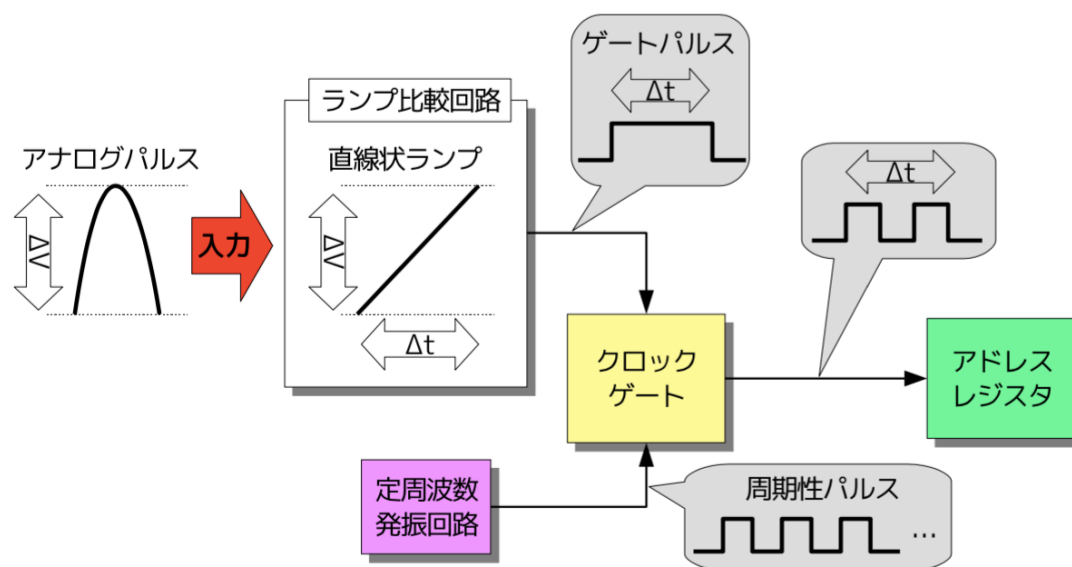 ゲートパルス
Δt
ランプ比較回路
アナログパルス
直線状ランプ
Δt
ΔV
入力
ΔV
Δt
クロック
ゲート
アドレス
レジスタ
定周波数
発振回路
周期性パルス
…